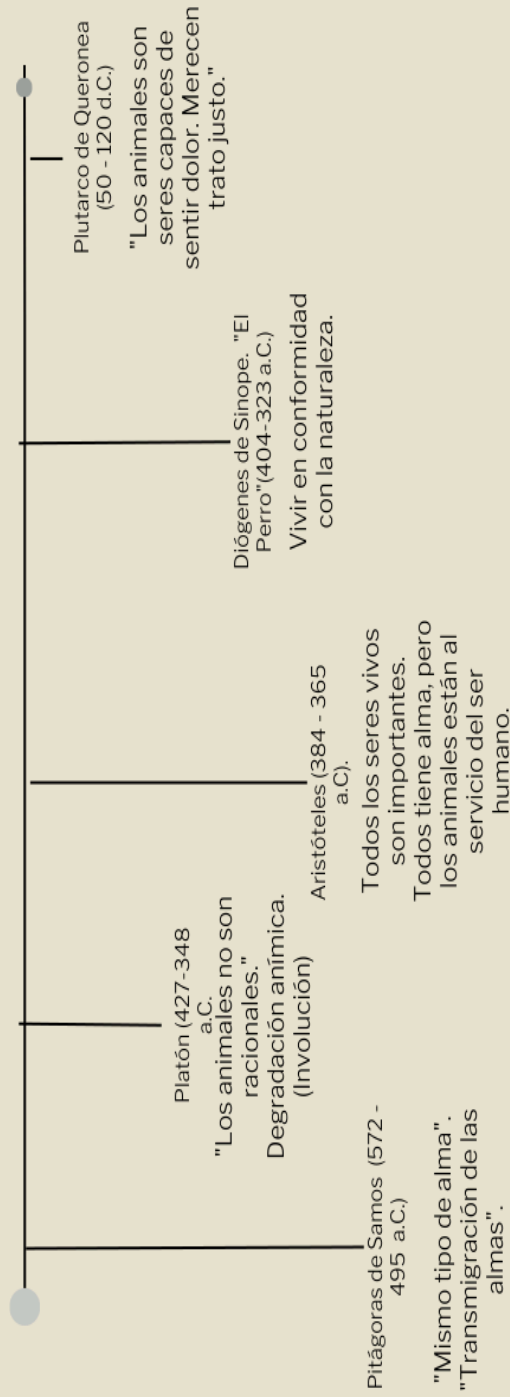 Pitágoras de Samos (572 -
495 a.C.)
"Mismo tipo de alma".
"Transmigración de las
almas".
Platón (427-348
a.C.
"Los animales no son
racionales."
Degradación anímica.
(Involución)
Aristóteles (384 - 365
a.C).
Todos los seres vivos
son importantes.
Todos tiene alma, pero
los animales están al
servicio del ser
humano.
Diógenes de Sinope. "El
Perro"(404-323 a.C.)
Vivir en conformidad
con la naturaleza.
Plutarco de Queronea
(50 - 120 d.C.)
"Los animales son
seres capaces de
sentir dolor. Merecen
trato justo."